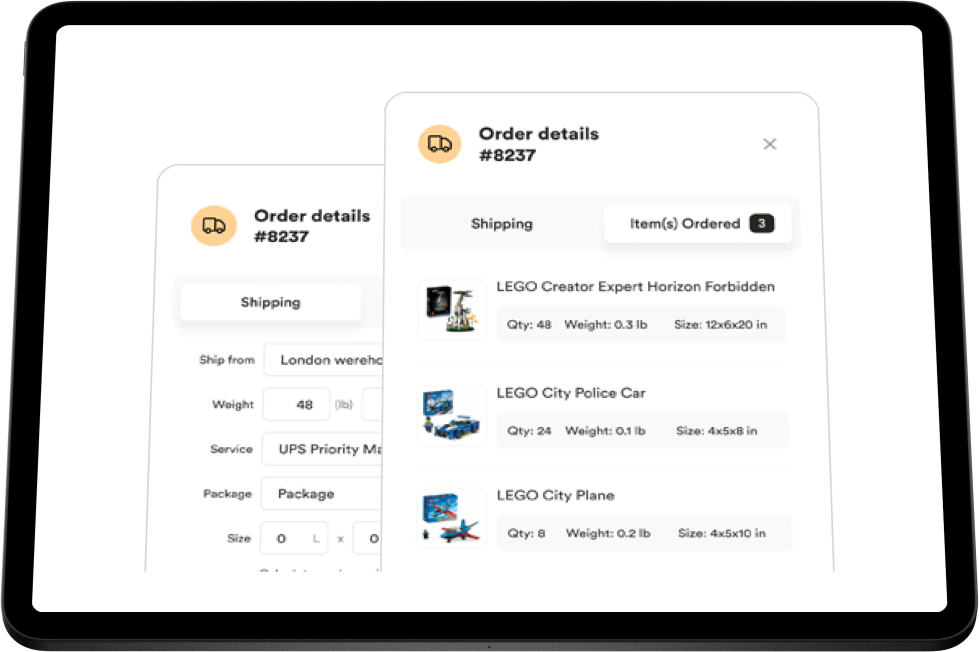 Order details
#8237
Shipping
Item(s) Ordered 3
LEGO Creator Expert Horizon Forbidden
Qty: 48 Weight: 0.3 lb Size: 12x6x20 in
LEGO City Police Car
Qty: 24 Weight: 0.1 lb Size: 4x5x8 in
LEGO City Plane
Qty: 8 Weight: 0.2 lb Size: 4x5x10 in
Order details
#8237
Shipping
Ship from London wereho
Weight 48 (lb)
Service UPS Priority Ma
Package Package
Size 0 L x 0